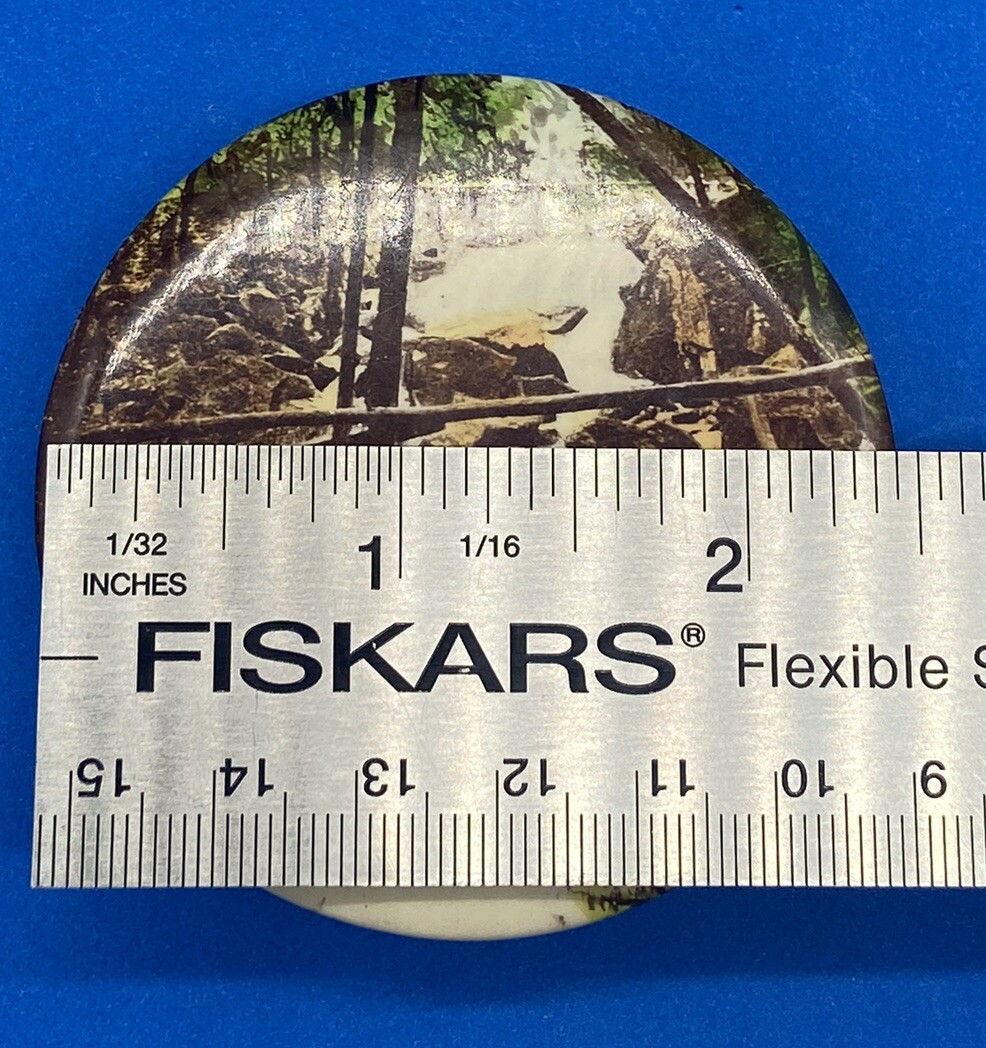 1 2
1/32 1/16
INCHES
FISKARS® Flexible S
15 14 13 12 11 10 9